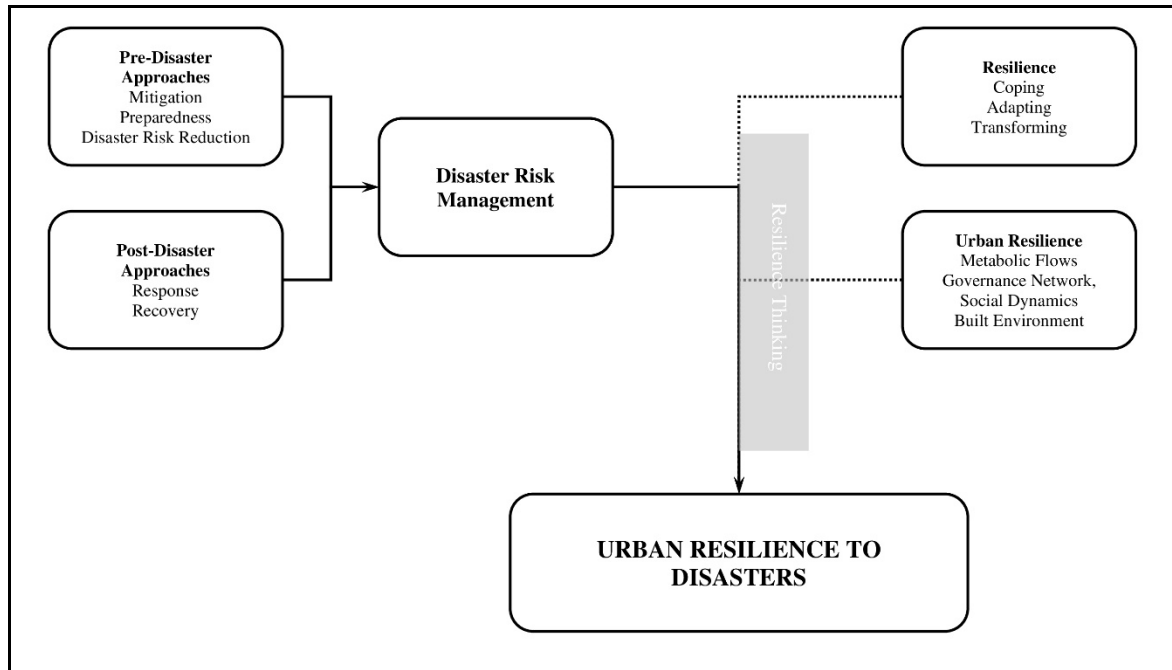 Pre-Disaster
Approaches
Mitigation
Preparedness
Disaster Risk Reduction
Post-Disaster
Approaches
Response
Recovery
Disaster Risk
Management
Resilience Thinking
Resilience
Coping
Adapting
Transforming
Urban Resilience
Metabolic Flows
Governance Network,
Social Dynamics
Built Environment
URBAN RESILIENCE TO
DISASTERS